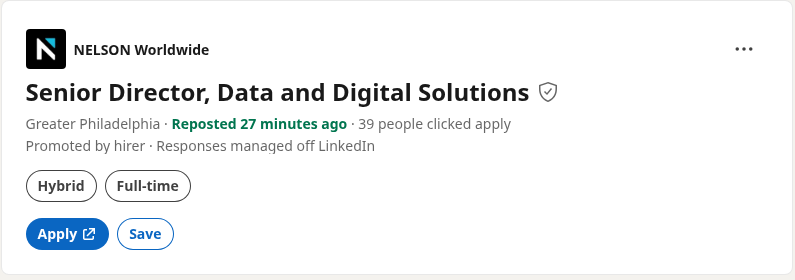 NELSON Worldwide
Senior Director, Data and Digital Solutions
Greater Philadelphia · Reposted 27 minutes ago · 39 people clicked apply
Promoted by hirer · Responses managed off LinkedIn
Hybrid Full-time
Apply Save